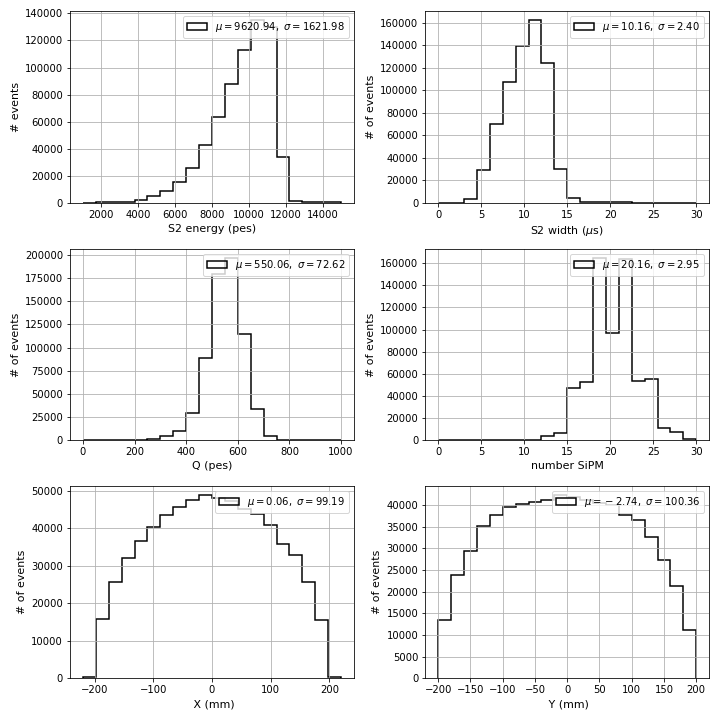 140000
120000
100000
80000
60000
40000
20000
0
# events
μ = 9620.94, σ = 1621.98
2000 4000 6000 8000 10000 12000 14000
S2 energy (pes)
160000
140000
120000
100000
80000
60000
40000
20000
0
# of events
μ = 10.16, σ = 2.40
0 5 10 15 20 25 30
S2 width (μs)
200000
175000
150000
125000
100000
75000
50000
25000
0
# of events
μ = 550.06, σ = 72.62
0 200 400 600 800 1000
Q (pes)
160000
140000
120000
100000
80000
60000
40000
20000
0
# of events
μ = 20.16, σ = 2.95
0 5 10 15 20 25 30
number SiPM
50000
40000
30000
20000
10000
0
# of events
μ = 0.06, σ = 99.19
−200 −100 0 100 200
X (mm)
40000
35000
30000
25000
20000
15000
10000
5000
0
# of events
μ = −2.74, σ = 100.36
−200 −150 −100 −50 0 50 100 150 200
Y (mm)